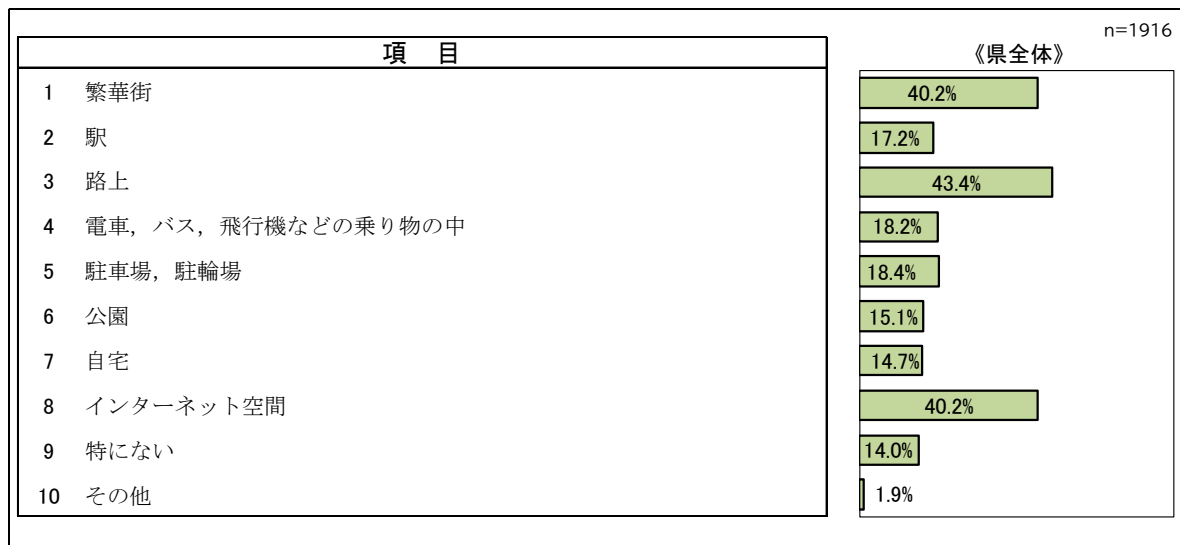 n=1916
項 目 《県全体》
1 繁華街 40.2%
2 駅 17.2%
3 路上 43.4%
4 電車，バス，飛行機などの乗り物の中 18.2%
5 駐車場，駐輪場 18.4%
6 公園 15.1%
7 自宅 14.7%
8 インターネット空間 40.2%
9 特にない 14.0%
10 その他 1.9%